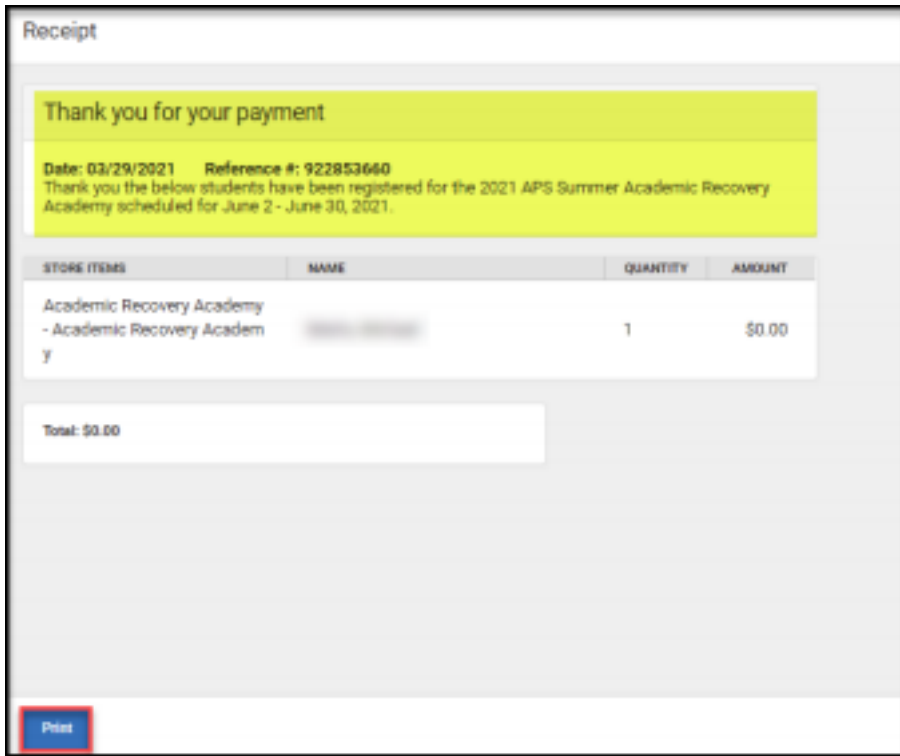 Receipt
Thank you for your payment
Date: 03/29/2021 Reference #: 922853660
Thank you the below students have been registered for the 2021 APS Summer Academic Recovery
Academy scheduled for June 2 - June 30, 2021.
STORE ITEMS NAME QUANTITY AMOUNT
Academic Recovery Academy
- Academic Recovery Academ 1 $0.00
y
Total: $0.00
Print